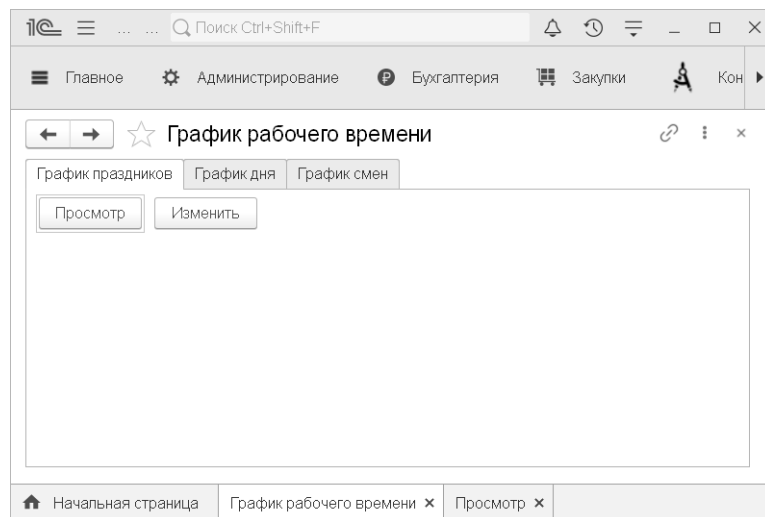 1С ... ... Поиск Ctrl+Shift+F
Главное Администрирование Бухгалтерия Закупки Кон
График рабочего времени
График праздников График дня График смен
Просмотр Изменить
Начальная страница График рабочего времени Просмотр